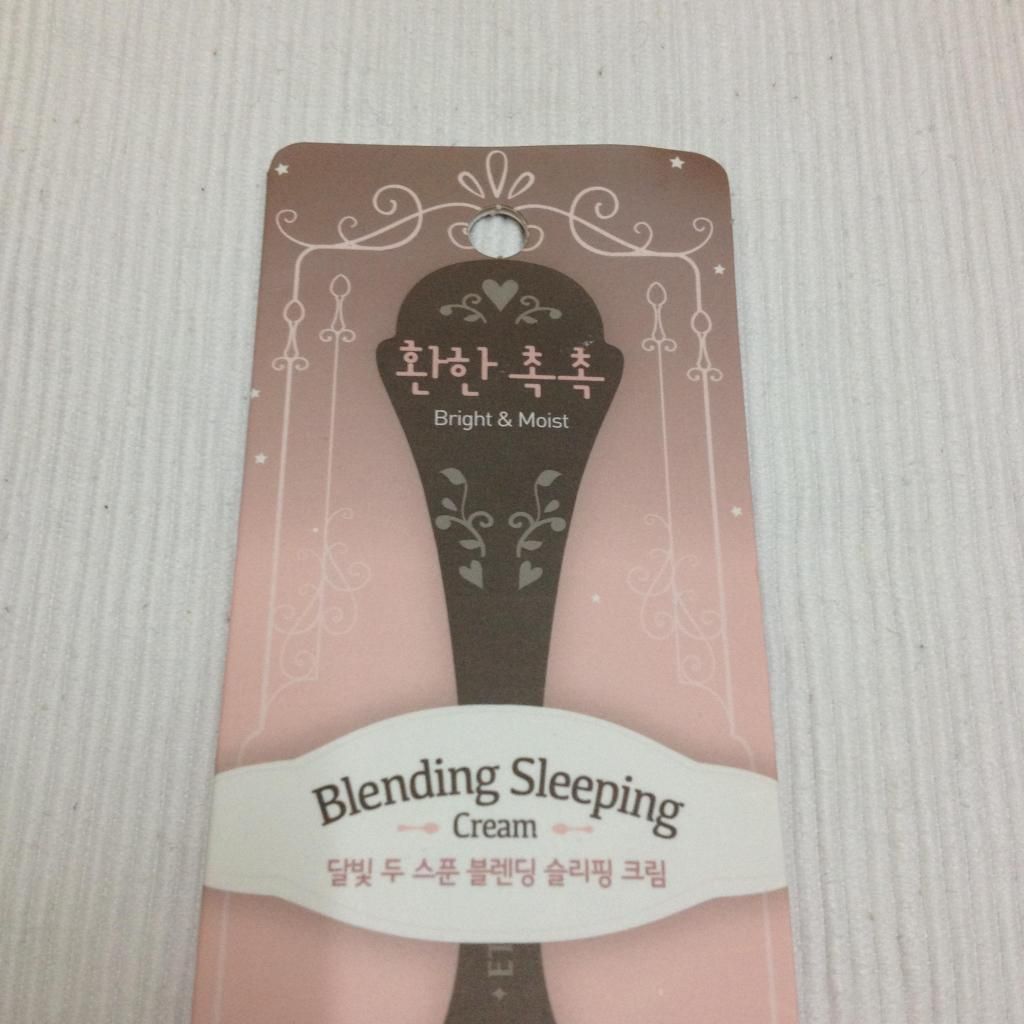 환한 촉촉
Bright & Moist
Blending Sleeping
Cream
달빛 두 스푼 블렌딩 슬리핑 크림